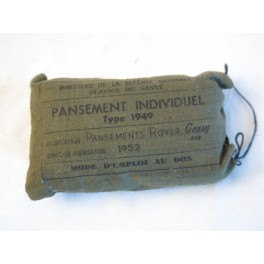 MINISTERE DE LA DEFENSE NATIONALE
SERVICE DE SANTE
PANSEMENT INDIVIDUEL
Type 1949
PANSEMENTS ROYER
1952
MODE D'EMPLOI AU DOS